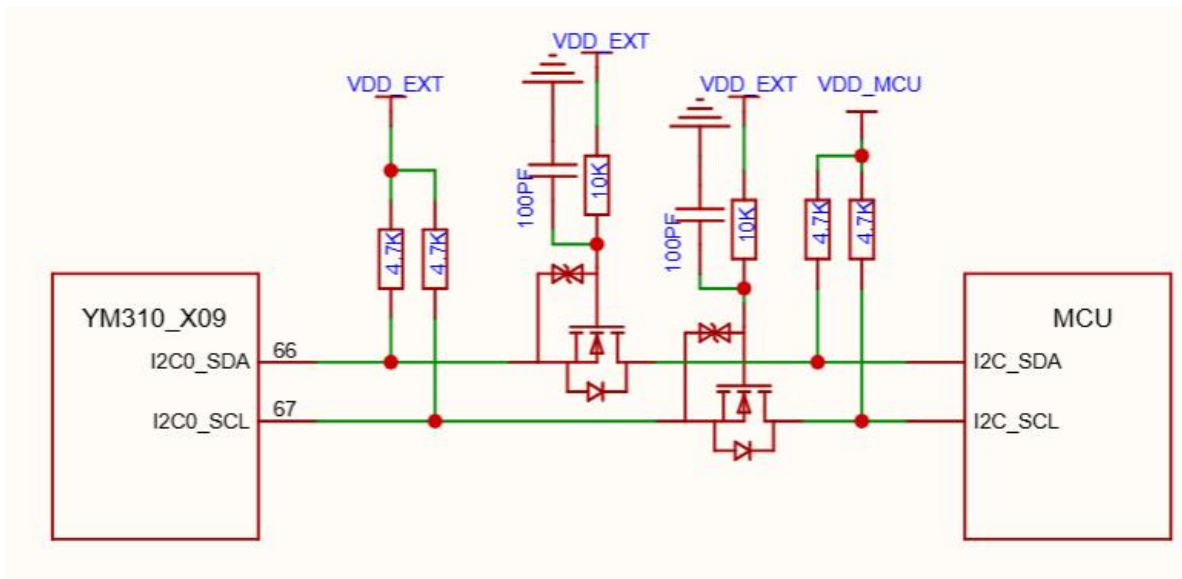 VDD_EXT
VDD_EXT
VDD_EXT
VDD_MCU
100PF
10K
100PF
10K
4.7K
4.7K
4.7K
4.7K
YM310_X09
MCU
I2C0_SDA
66
I2C_SDA
I2C0_SCL
67
I2C_SCL